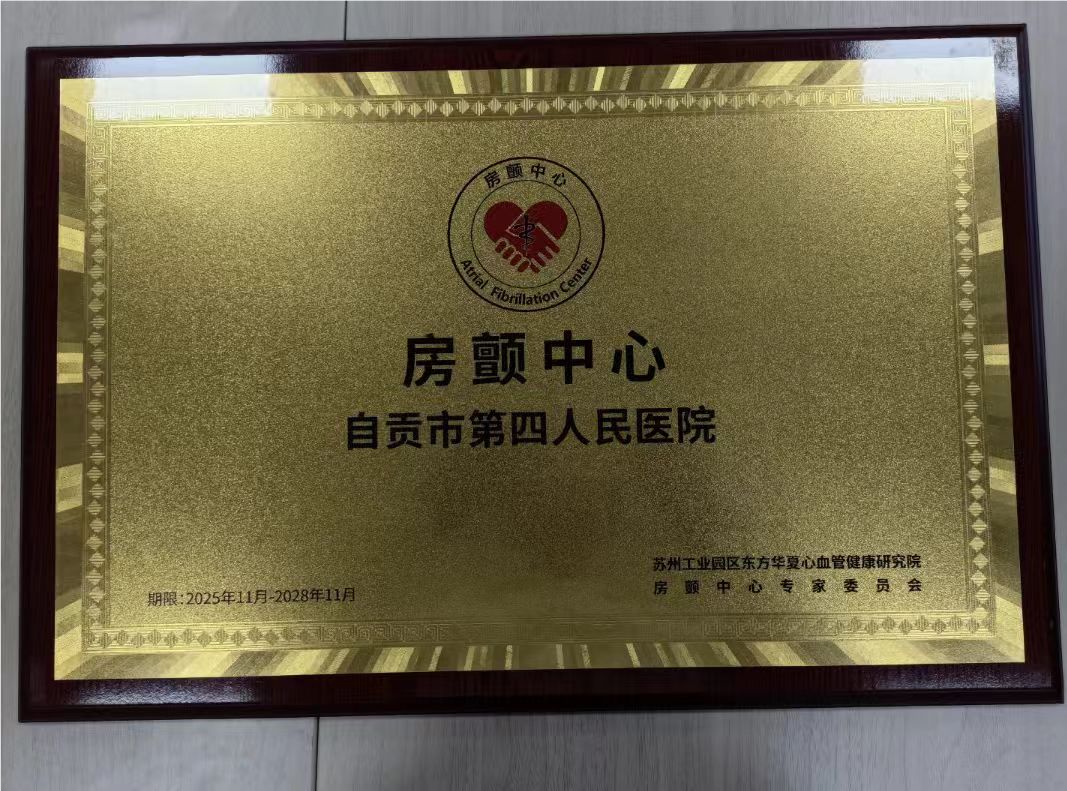 房颤中心
Atrial Fibrillation Center
房颤中心
自贡市第四人民医院
苏州工业园区东方华夏心血管健康研究院
房颤中心专家委员会
期限:2025年11月-2028年11月